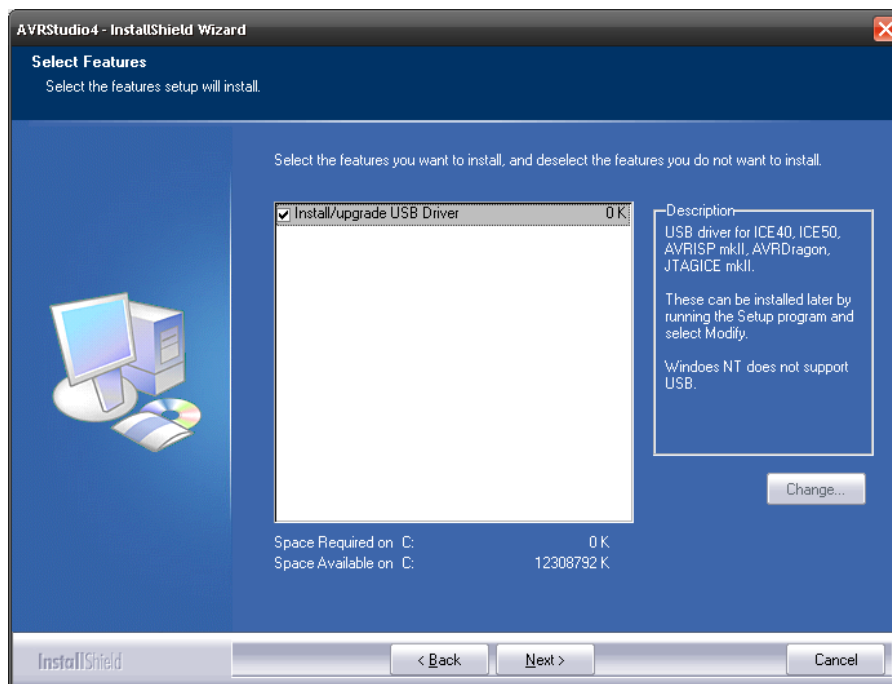 AVRStudio4 - InstallShield Wizard
Select Features
Select the features setup will install.
Select the features you want to install, and deselect the features you do not want to install.
Install/upgrade USB Driver 0 K
Description
USB driver for ICE40, ICE50,
AVRISP mkII, AVRDragon,
JTAGICE mkII.
These can be installed later by
running the Setup program and
select Modify.
Windoes NT does not support
USB.
Change...
Space Required on C: 0 K
Space Available on C: 12308792 K
InstallShield
< Back
Next >
Cancel